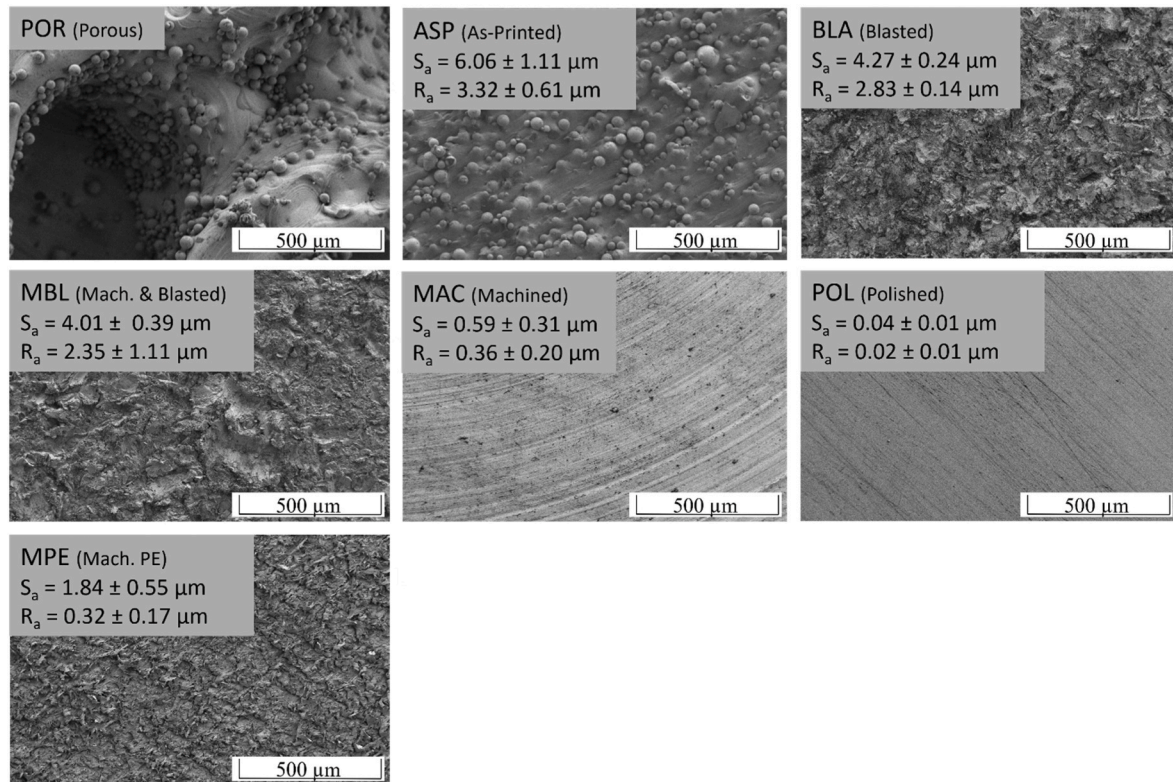 POR (Porous)
500 µm
ASP (As-Printed)
Sa = 6.06 ± 1.11 µm
Ra = 3.32 ± 0.61 µm
500 µm
BLA (Blasted)
Sa = 4.27 ± 0.24 µm
Ra = 2.83 ± 0.14 µm
500 µm
MBL (Mach. & Blasted)
Sa = 4.01 ± 0.39 µm
Ra = 2.35 ± 1.11 µm
500 µm
MAC (Machined)
Sa = 0.59 ± 0.31 µm
Ra = 0.36 ± 0.20 µm
500 µm
POL (Polished)
Sa = 0.04 ± 0.01 µm
Ra = 0.02 ± 0.01 µm
500 µm
MPE (Mach. PE)
Sa = 1.84 ± 0.55 µm
Ra = 0.32 ± 0.17 µm
500 µm